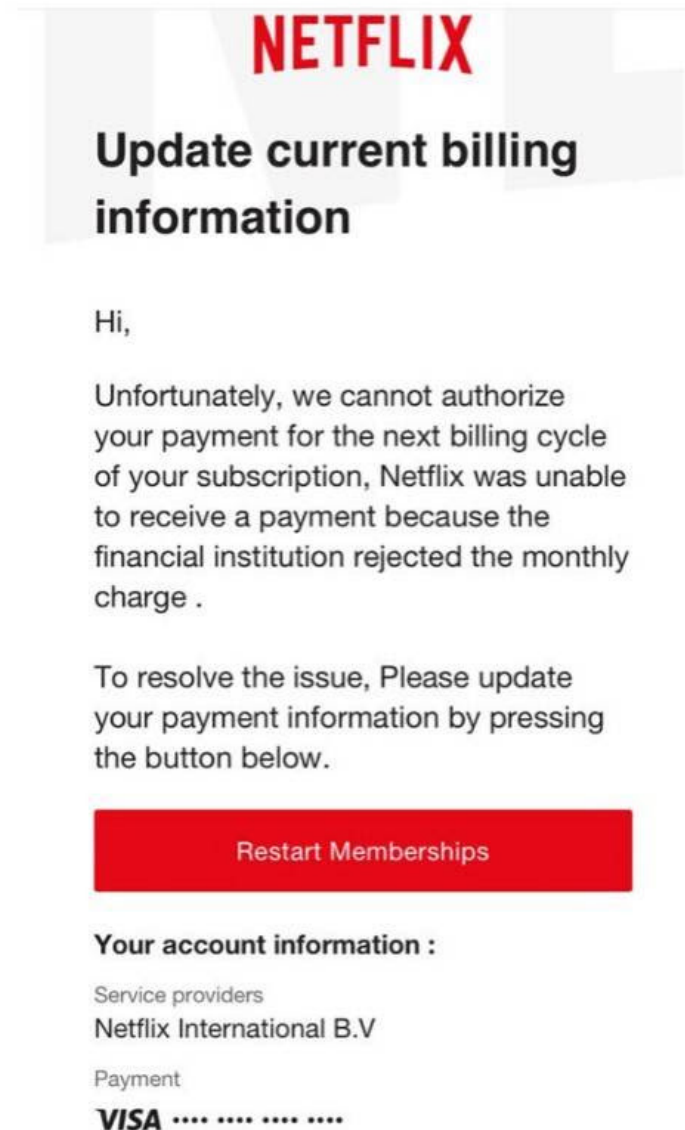 NETFLIX
Update current billing
information
Hi,
Unfortunately, we cannot authorize
your payment for the next billing cycle
of your subscription, Netflix was unable
to receive a payment because the
financial institution rejected the monthly
charge .
To resolve the issue, Please update
your payment information by pressing
the button below.
Restart Memberships
Your account information :
Service providers
Netflix International B.V
Payment
VISA •••• •••• •••• ••••